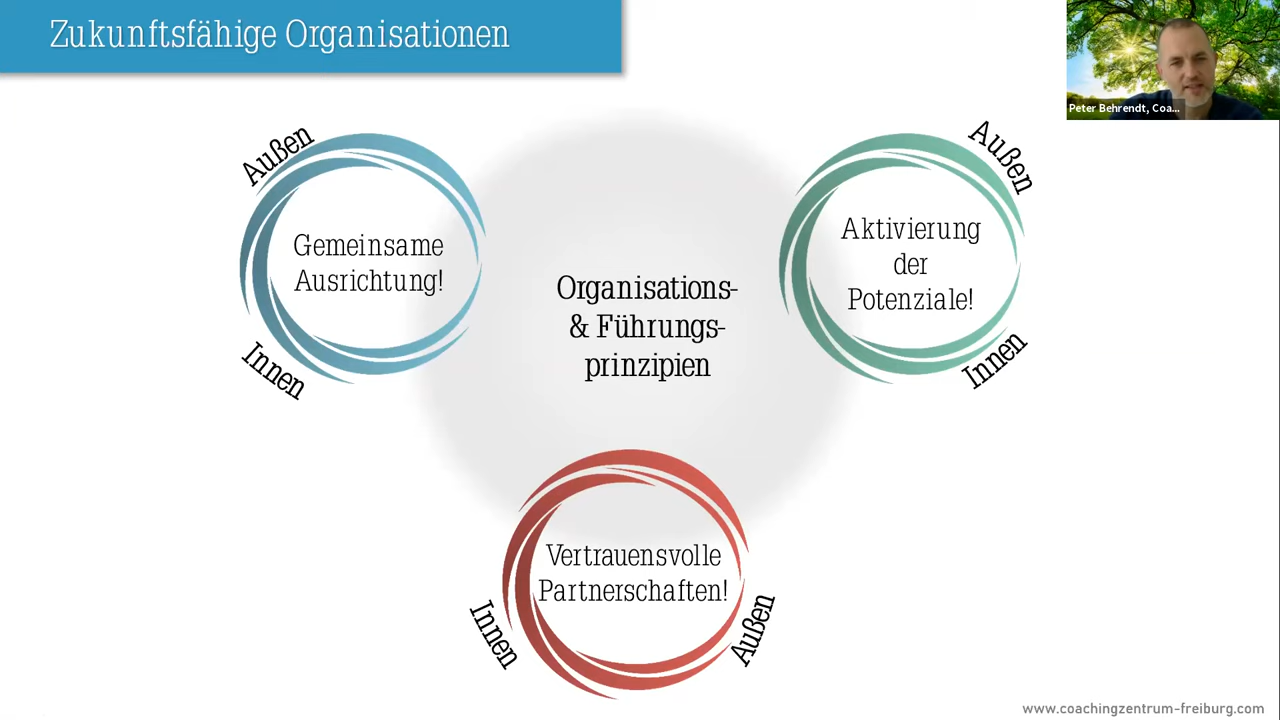 Zukunftsfähige Organisationen
Peter Behrendt, Coa...
Außen
Gemeinsame
Ausrichtung!
Innen
Organisations-
& Führungs-
prinzipien
Außen
Aktivierung
der
Potenziale!
Innen
Vertrauensvolle
Partnerschaften!
Innen
Außen
www.coachingzentrum-freiburg.com